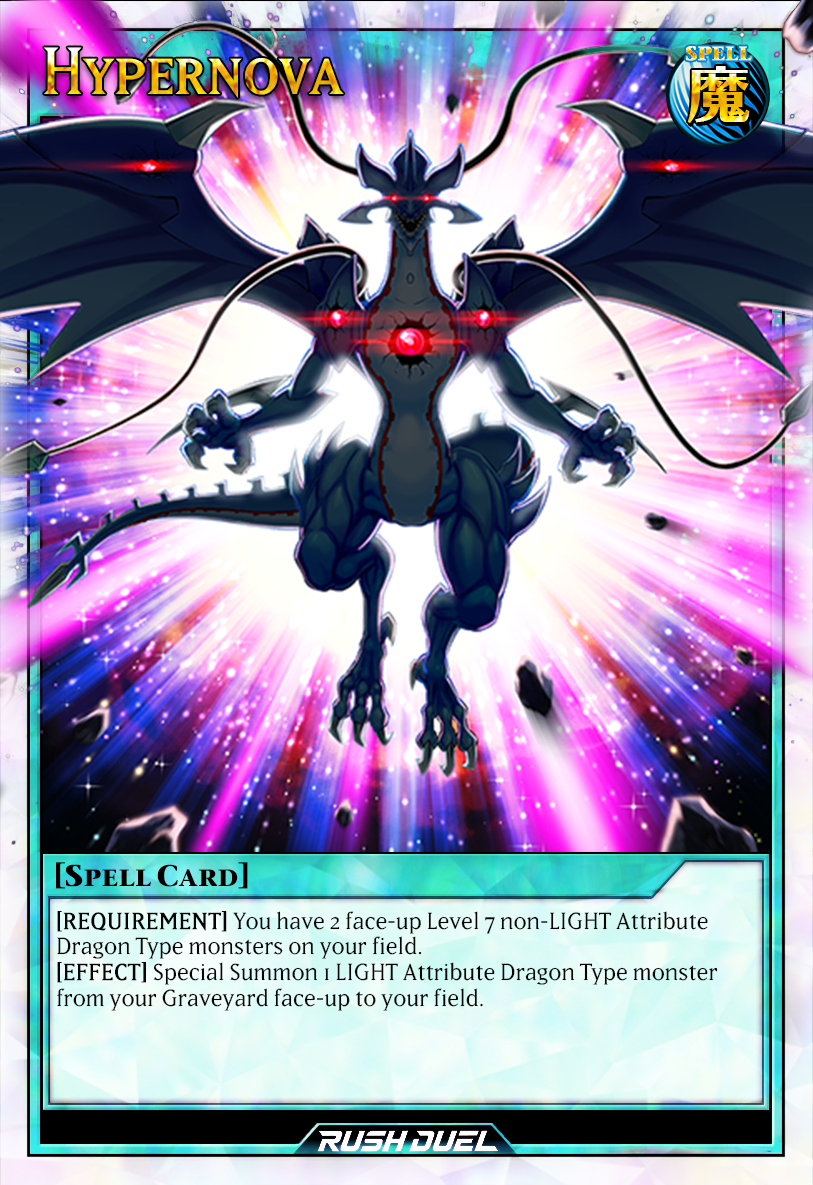 Hypernova
SPELL
魔
[Spell Card]
[REQUIREMENT] You have 2 face-up Level 7 non-LIGHT Attribute
Dragon Type monsters on your field.
[EFFECT] Special Summon 1 LIGHT Attribute Dragon Type monster
from your Graveyard face-up to your field.
RUSH DUEL